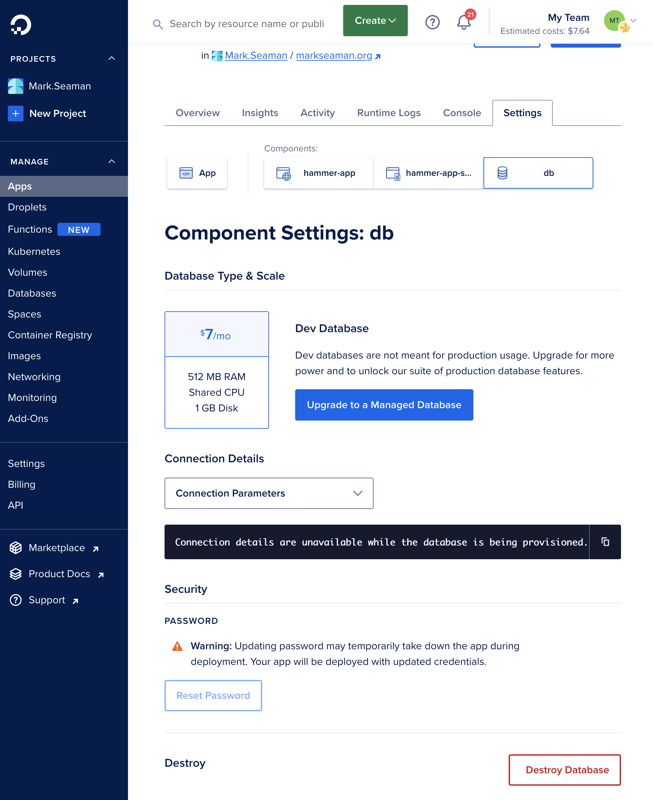 PROJECTS
Mark.Seaman
New Project
MANAGE
Apps
Droplets
Functions NEW
Kubernetes
Volumes
Databases
Spaces
Container Registry
Images
Networking
Monitoring
Add-Ons
Settings
Billing
API
Marketplace
Product Docs
Support
Search by resource name or publi
Create
21
My Team
Estimated costs: $7.64
MT
in Mark.Seaman / markseaman.org
Overview
Insights
Activity
Runtime Logs
Console
Settings
Components:
App
hammer-app
hammer-app-s...
db
Component Settings: db
Database Type & Scale
$7/mo
512 MB RAM
Shared CPU
1 GB Disk
Dev Database
Dev databases are not meant for production usage. Upgrade for more
power and to unlock our suite of production database features.
Upgrade to a Managed Database
Connection Details
Connection Parameters
Connection details are unavailable while the database is being provisioned.
Security
PASSWORD
Warning: Updating password may temporarily take down the app during
deployment. Your app will be deployed with updated credentials.
Reset Password
Destroy
Destroy Database